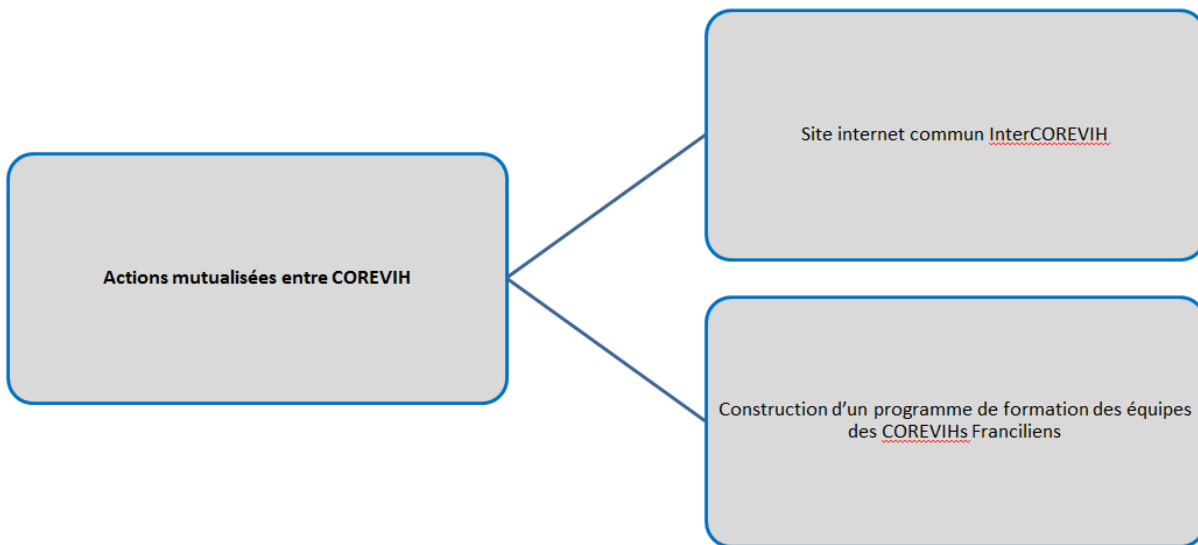 Actions mutualisées entre COREVIH
Site internet commun InterCOREVIH
Construction d’un programme de formation des équipes
des COREVIHs Franciliens